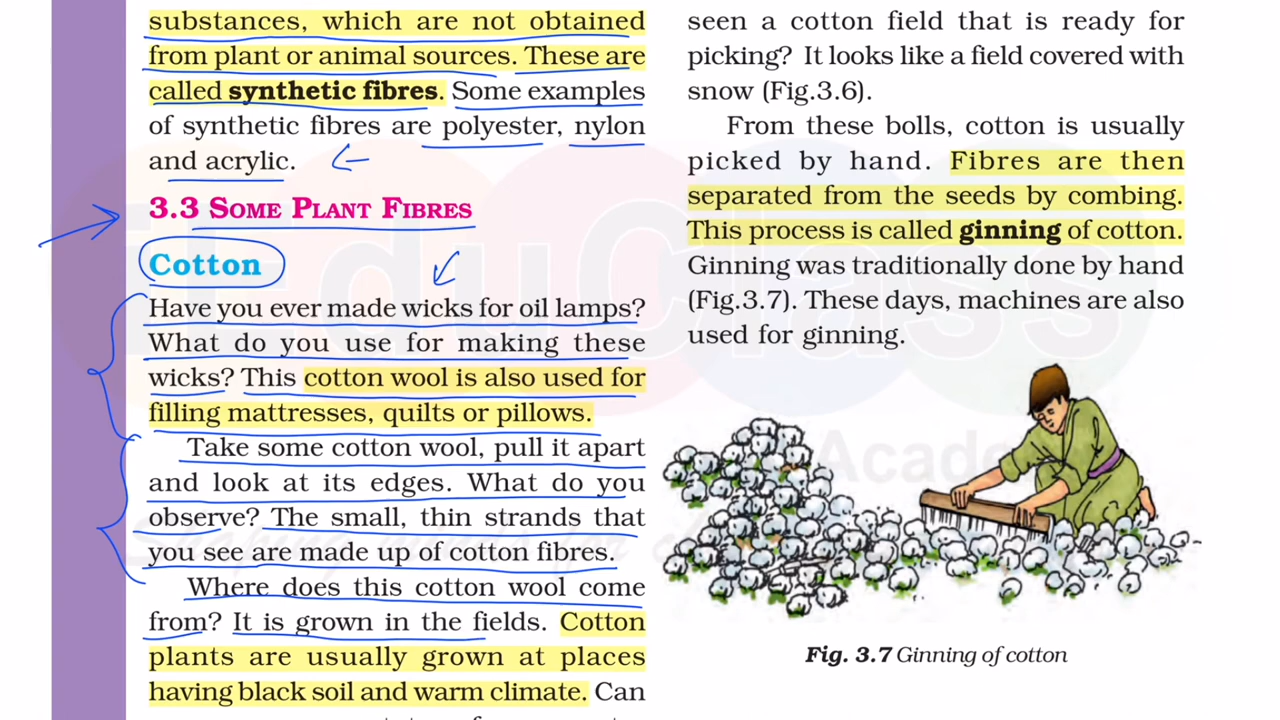 substances, which are not obtained
from plant or animal sources. These are
called synthetic fibres. Some examples
of synthetic fibres are polyester, nylon
and acrylic.
3.3 SOME PLANT FIBRES
Cotton
Have you ever made wicks for oil lamps?
What do you use for making these
wicks? This cotton wool is also used for
filling mattresses, quilts or pillows.
Take some cotton wool, pull it apart
and look at its edges. What do you
observe? The small, thin strands that
you see are made up of cotton fibres.
Where does this cotton wool come
from? It is grown in the fields. Cotton
plants are usually grown at places
having black soil and warm climate. Can
seen a cotton field that is ready for
picking? It looks like a field covered with
snow (Fig.3.6).
From these bolls, cotton is usually
picked by hand. Fibres are then
separated from the seeds by combing.
This process is called ginning of cotton.
Ginning was traditionally done by hand
(Fig.3.7). These days, machines are also
used for ginning.
Fig. 3.7 Ginning of cotton